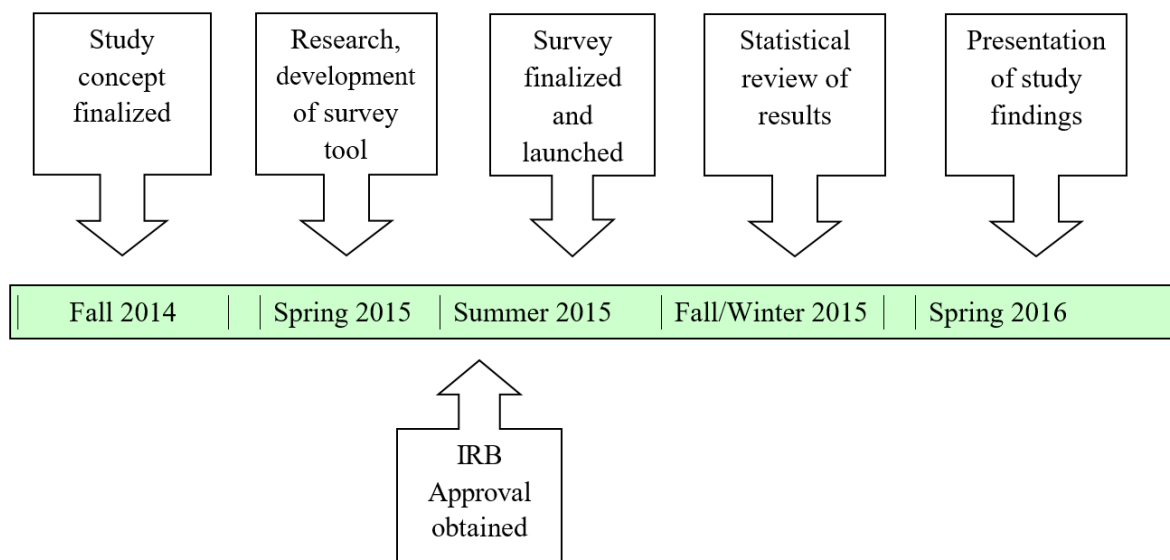 Study
concept
finalized
Research,
development
of survey
tool
Survey
finalized
and
launched
Statistical
review of
results
Presentation
of study
findings
Fall 2014
Spring 2015
Summer 2015
Fall/Winter 2015
Spring 2016
IRB
Approval
obtained